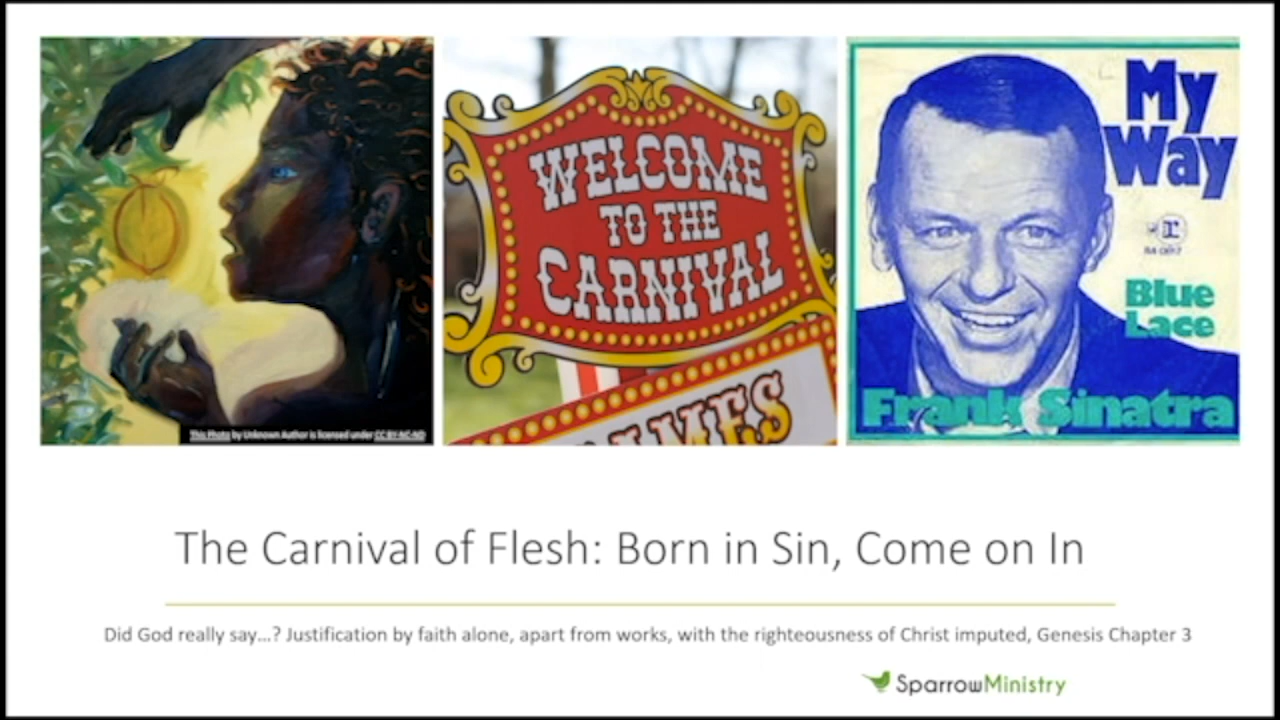 This Photo by Unknown Author is licensed under CC BY-NC-ND
WELCOME
TO THE
CARNIVAL
My
Way
Blue
Lace
Frank Sinatra
The Carnival of Flesh: Born in Sin, Come on In
Did God really say...? Justification by faith alone, apart from works, with the righteousness of Christ imputed, Genesis Chapter 3
SparrowMinistry